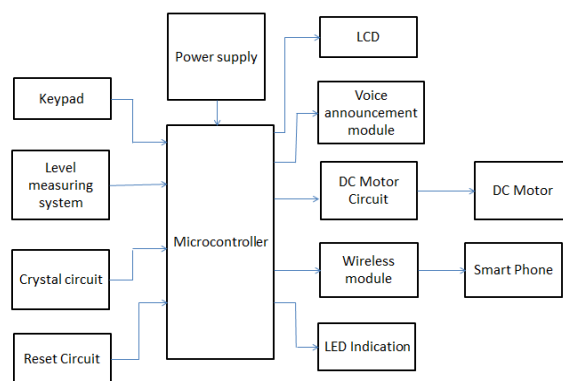 LCD
Power supply
Keypad
Voice
announcement
module
Level
measuring
system
DC Motor
Circuit
DC Motor
Microcontroller
Crystal circuit
Wireless
module
Smart Phone
Reset Circuit
LED Indication